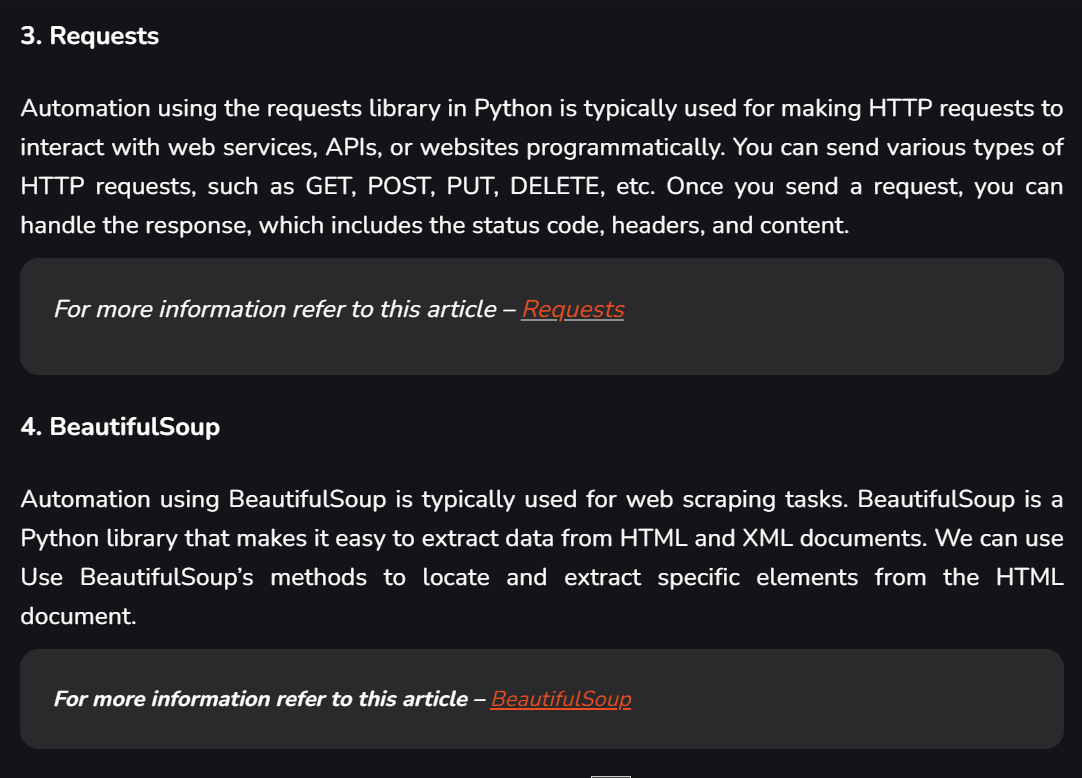 3. Requests
Automation using the requests library in Python is typically used for making HTTP requests to
interact with web services, APIs, or websites programmatically. You can send various types of
HTTP requests, such as GET, POST, PUT, DELETE, etc. Once you send a request, you can
handle the response, which includes the status code, headers, and content.
For more information refer to this article – Requests
4. BeautifulSoup
Automation using BeautifulSoup is typically used for web scraping tasks. BeautifulSoup is a
Python library that makes it easy to extract data from HTML and XML documents. We can use
Use BeautifulSoup’s methods to locate and extract specific elements from the HTML
document.
For more information refer to this article – BeautifulSoup